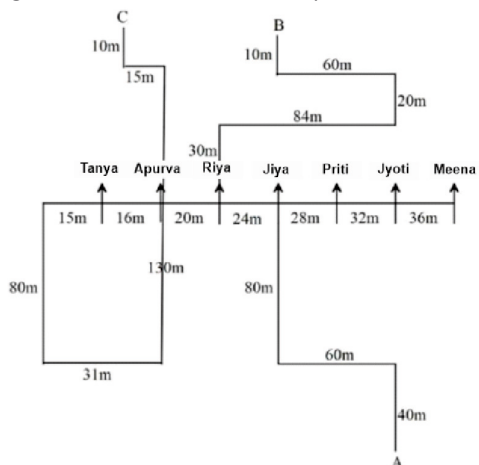 C
B
10m
10m
60m
15m
20m
84m
30m
Tanya Apurva Riya Jiya Priti Jyoti Meena
15m 16m 20m 24m 28m 32m 36m
130m
80m
80m
60m
31m
40m
A